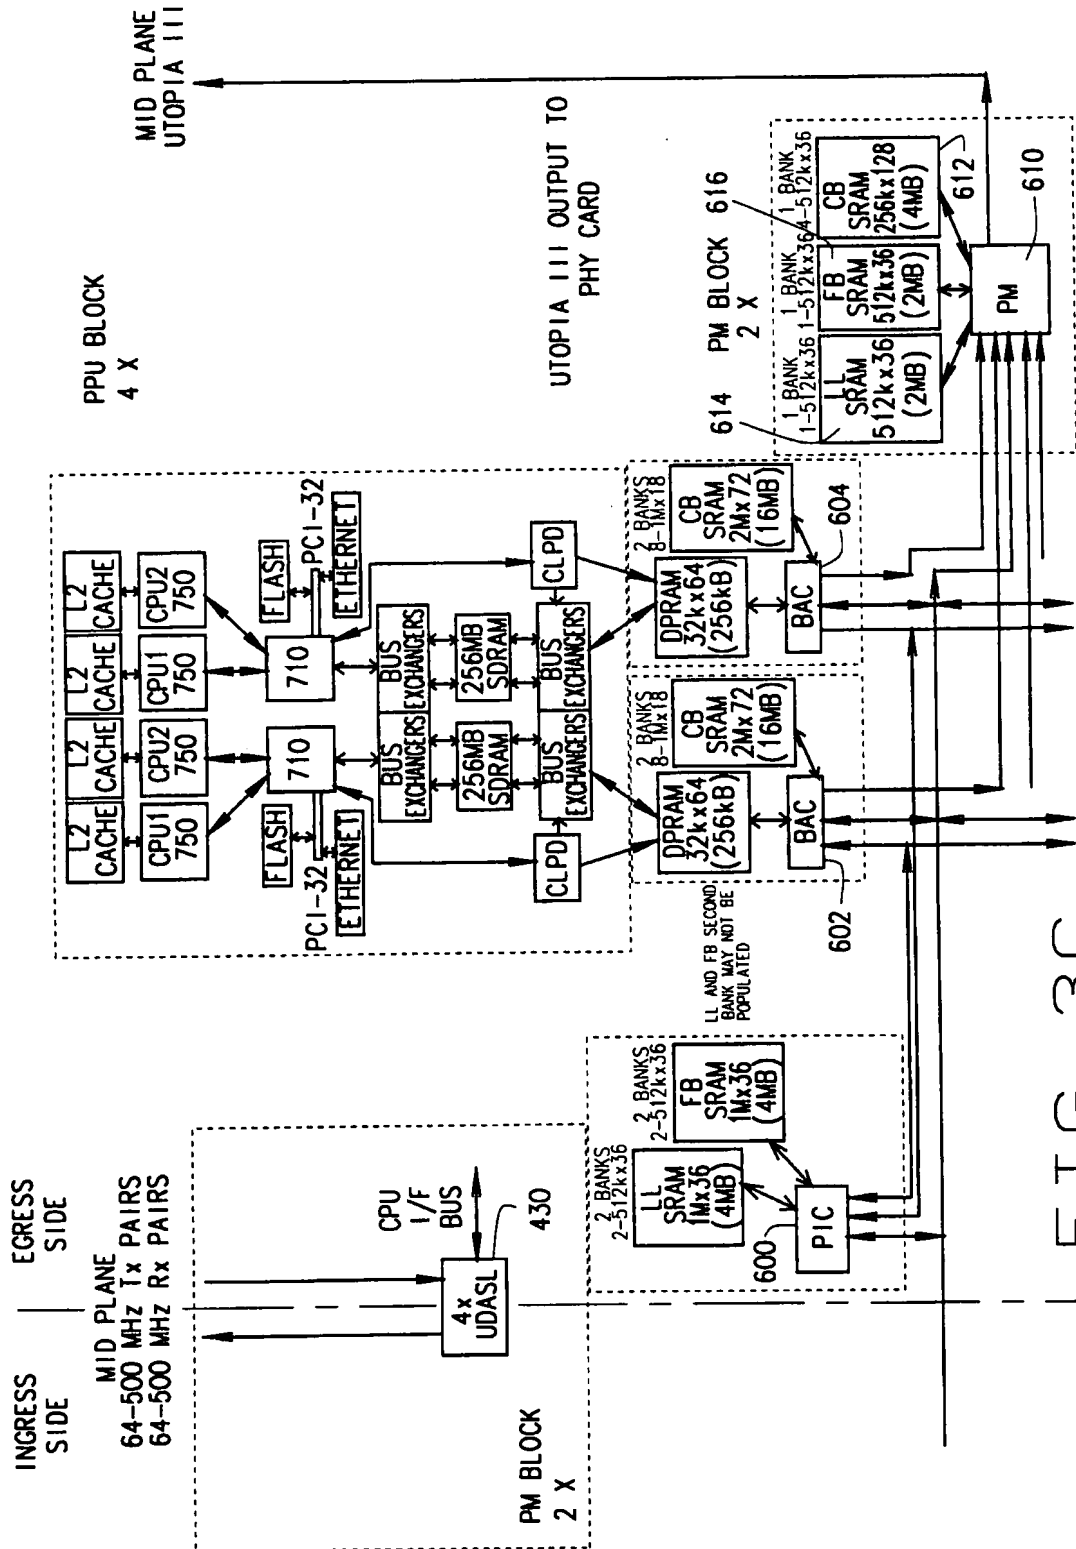 INGRESS
SIDE
EGRESS
SIDE
MID PLANE
64-500 MHz Tx PAIRS
64-500 MHz Rx PAIRS
PM BLOCK
2 X
4x
UDASL
CPU
I/F
BUS
430
MID PLANE
UTOPIA III
PPU BLOCK
4 X
UTOPIA III OUTPUT TO
PHY CARD
L2
CACHE
L2
CACHE
L2
CACHE
L2
CACHE
CPU1
750
CPU2
750
CPU1
750
CPU2
750
FLASH
PCI-32
ETHERNET
710
710
FLASH
PCI-32
ETHERNET
BUS
EXCHANGERS
BUS
EXCHANGERS
256MB
SDRAM
256MB
SDRAM
BUS
EXCHANGERS
BUS
EXCHANGERS
CLPD
CLPD
2 BANKS
2-512kx36
LL
SRAM
1Mx36
(4MB)
2 BANKS
2-512kx36
FB
SRAM
1Mx36
(4MB)
600
PIC
LL AND FB SECOND
BANK MAY NOT BE
POPULATED
DPRAM
32kx64
(256kB)
2 BANKS
8-1Mx18
CB
SRAM
2Mx72
(16MB)
BAC
602
DPRAM
32kx64
(256kB)
2 BANKS
8-1Mx18
CB
SRAM
2Mx72
(16MB)
BAC
604
614
PM BLOCK
2 X
616
1 BANK
1-512kx36
LL
SRAM
512kx36
(2MB)
1 BANK
1-512kx36
FB
SRAM
512kx36
(2MB)
1 BANK
4-512kx36
CB
SRAM
256kx128
(4MB)
612
PM
610
FIG. 3C